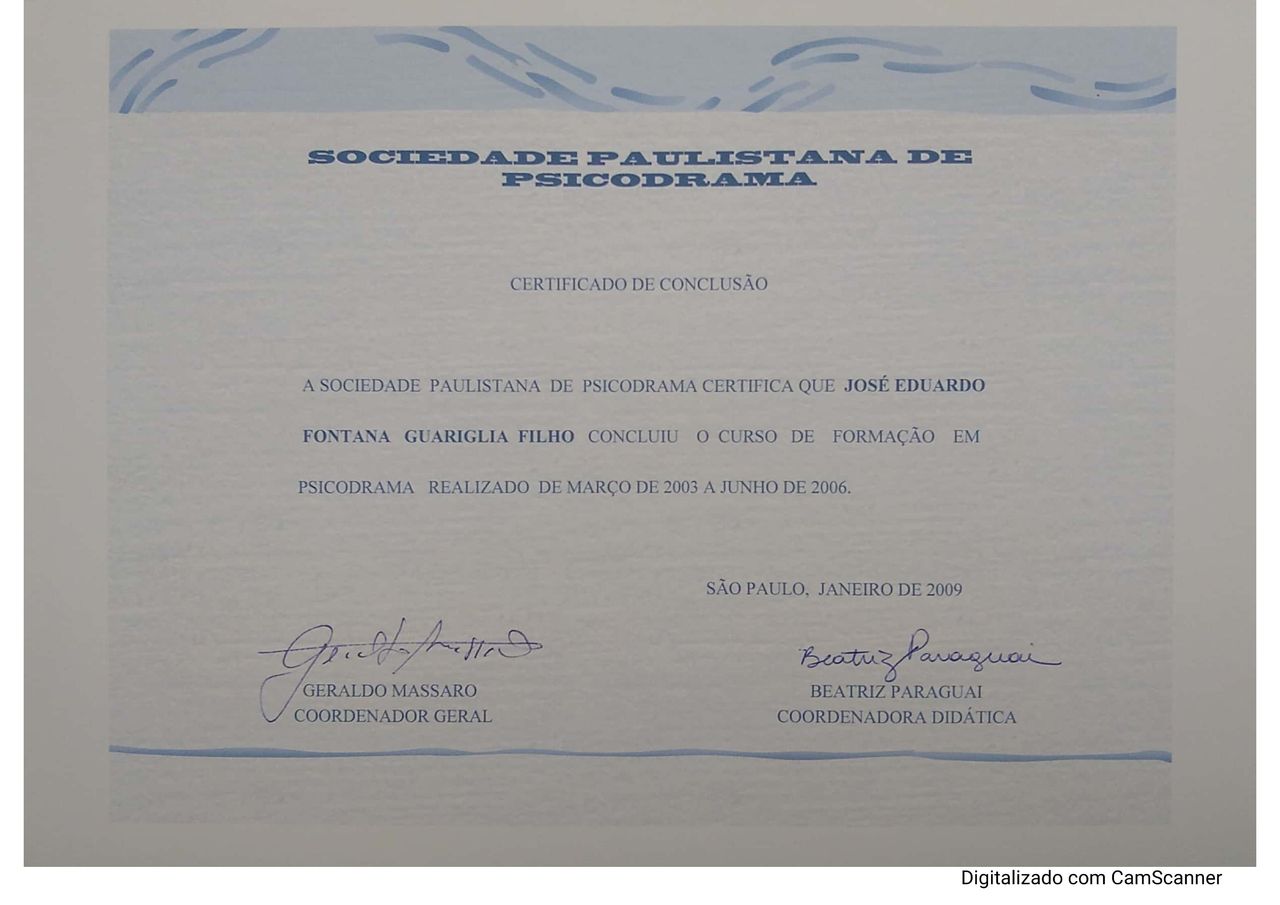 SOCIEDADE PAULISTANA DE
PSICODRAMA
CERTIFICADO DE CONCLUSÃO
A SOCIEDADE PAULISTANA DE PSICODRAMA CERTIFICA QUE JOSÉ EDUARDO
FONTANA GUARIGLIA FILHO CONCLUIU O CURSO DE FORMAÇÃO EM
PSICODRAMA REALIZADO DE MARÇO DE 2003 A JUNHO DE 2006.
SÃO PAULO, JANEIRO DE 2009
Geraldo Massaro
Beatriz Paraguai
GERALDO MASSARO
BEATRIZ PARAGUAI
COORDENADOR GERAL
COORDENADORA DIDÁTICA
Digitalizado com CamScanner